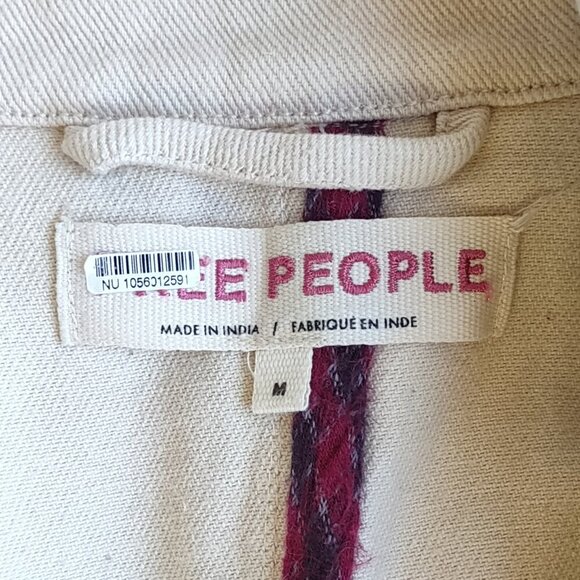 EE PEOPLE
NU 1056012591
MADE IN INDIA / FABRIQUÉ EN INDE
M